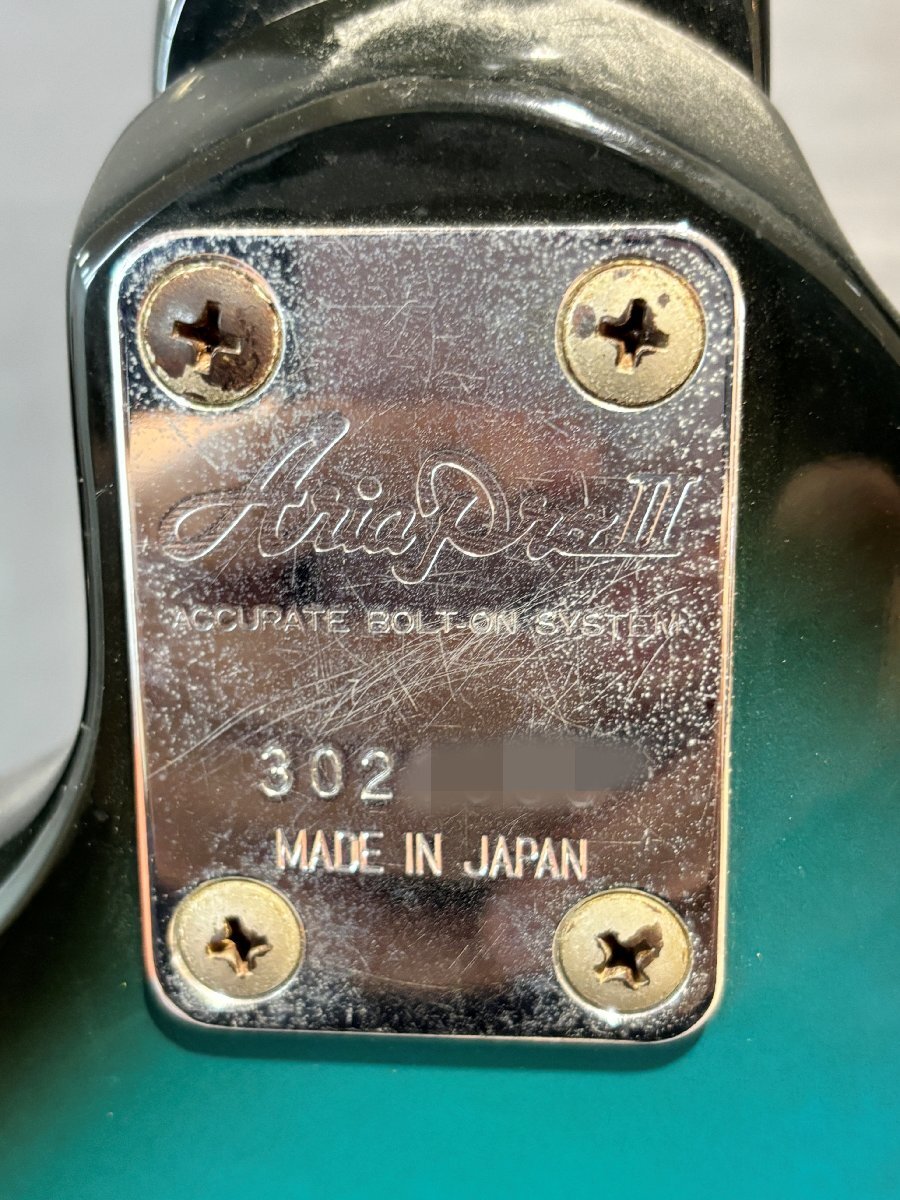 Aria Pro II
ACCURATE BOLT-ON SYSTEM
302
MADE IN JAPAN